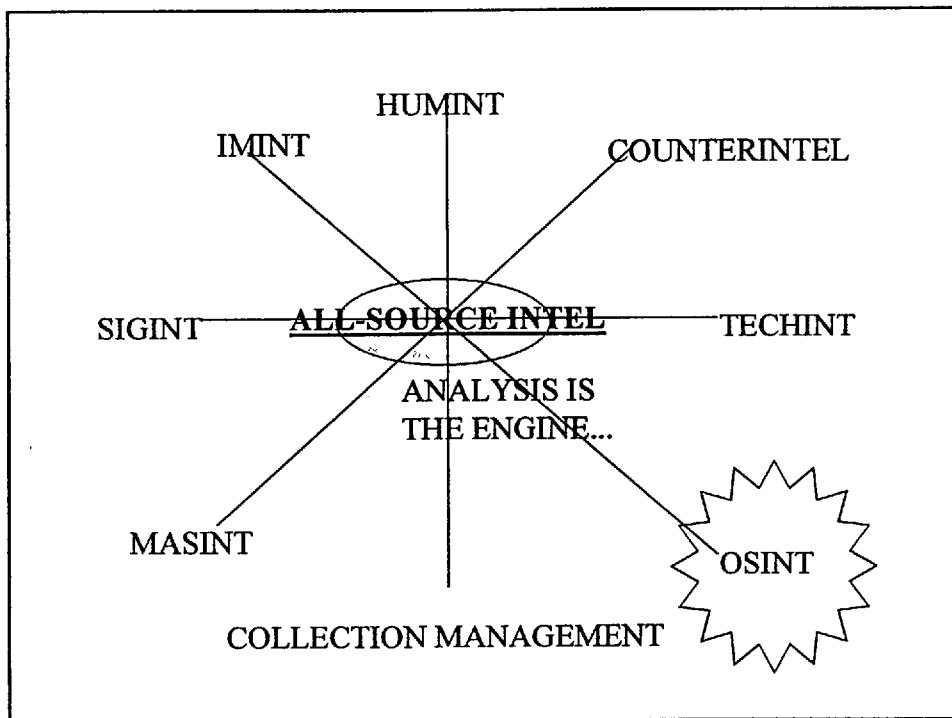 HUMINT
IMINT
COUNTERINTEL
SIGINT
ALL-SOURCE INTEL
TECHINT
ANALYSIS IS
THE ENGINE...
MASINT
OSINT
COLLECTION MANAGEMENT